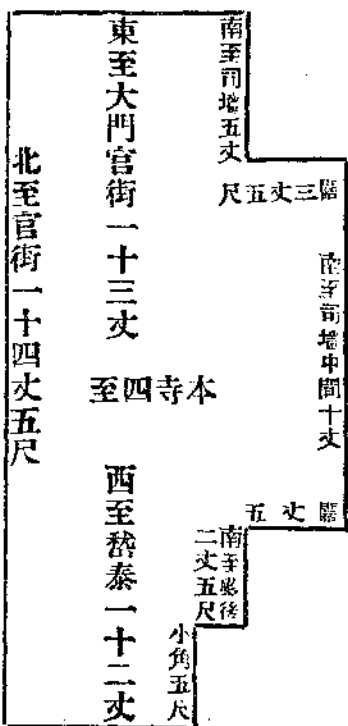 南至司墻中間十丈
闊三丈五尺
闊丈五
南至司墻五丈
南至後
二丈五尺
小角五尺
本寺四至
東至大門官街一十三丈
西至嵇泰一十二丈
北至官街一十四丈五尺